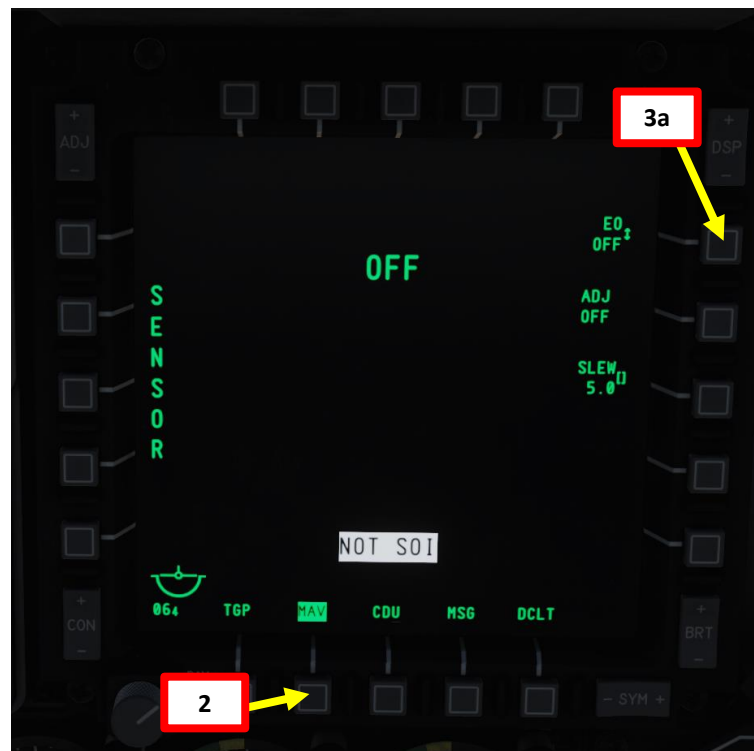 3a
+
ADJ
-
+
DSP
-
EO
OFF
OFF
ADJ
OFF
SENSOR
SLEW
5.0
NOT SOI
064
TGP
MAV
CDU
MSG
DCLT
+
CON
-
+
BRT
-
2
- SYM +